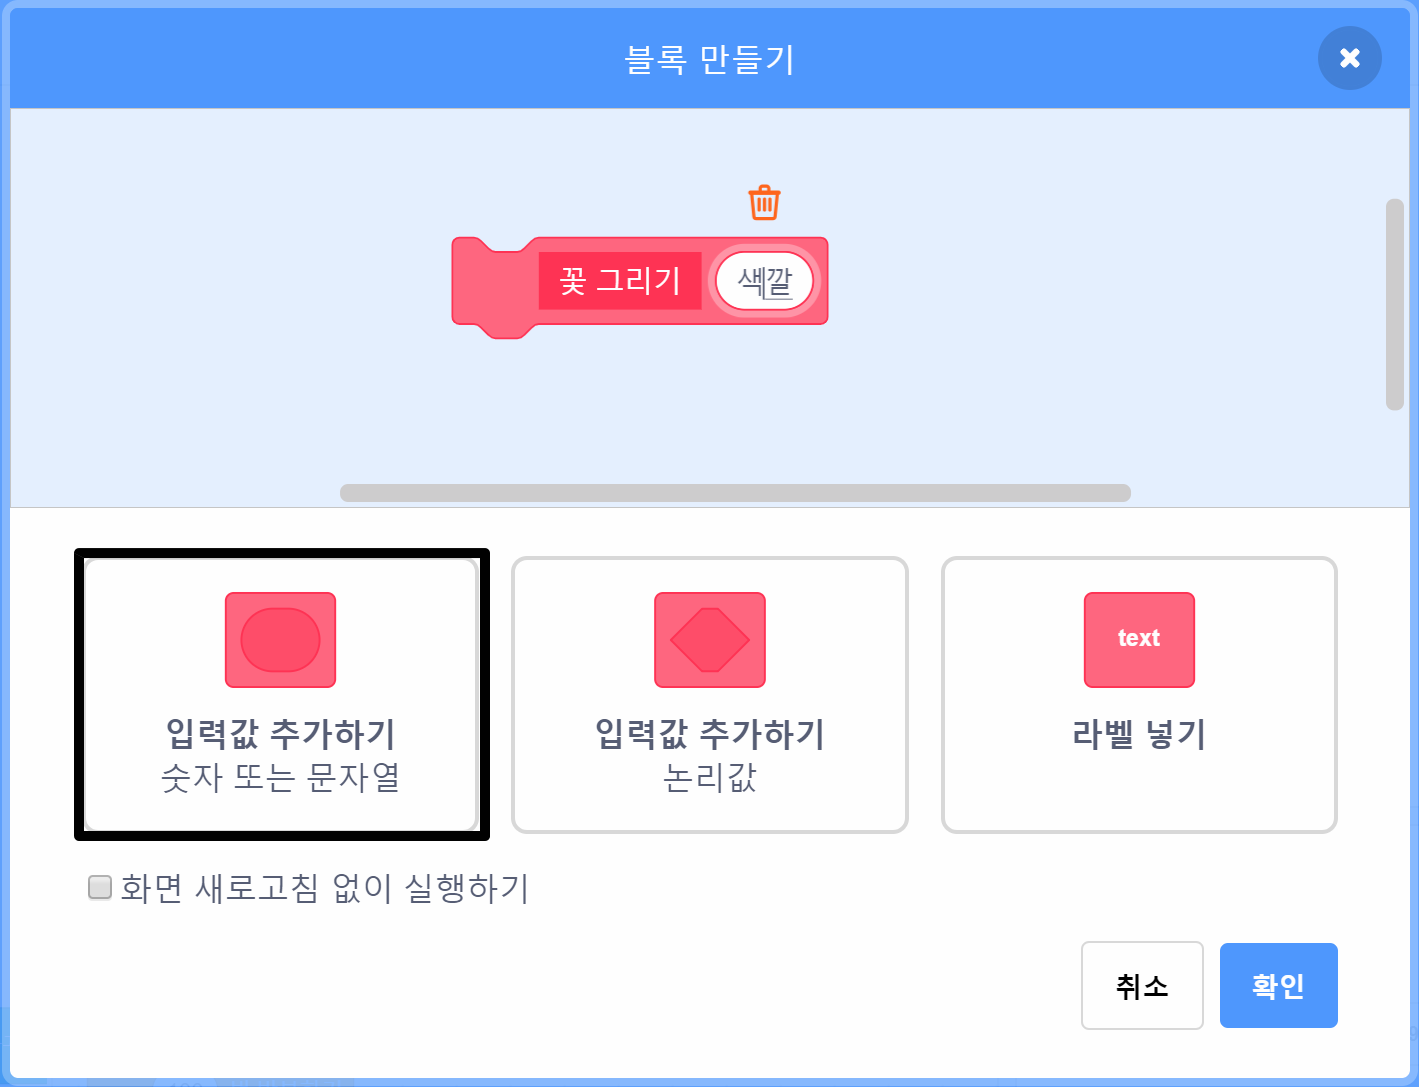 블록 만들기
꽃 그리기 색깔
입력값 추가하기
숫자 또는 문자열
입력값 추가하기
논리값
text
라벨 넣기
화면 새로고침 없이 실행하기
취소
확인